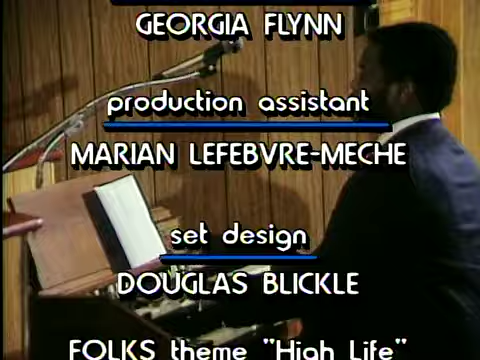 GEORGIA FLYNN
production assistant
MARIAN LEFEBVRE-MECHE
set design
DOUGLAS BLICKLE
FOLKS theme "High Life"